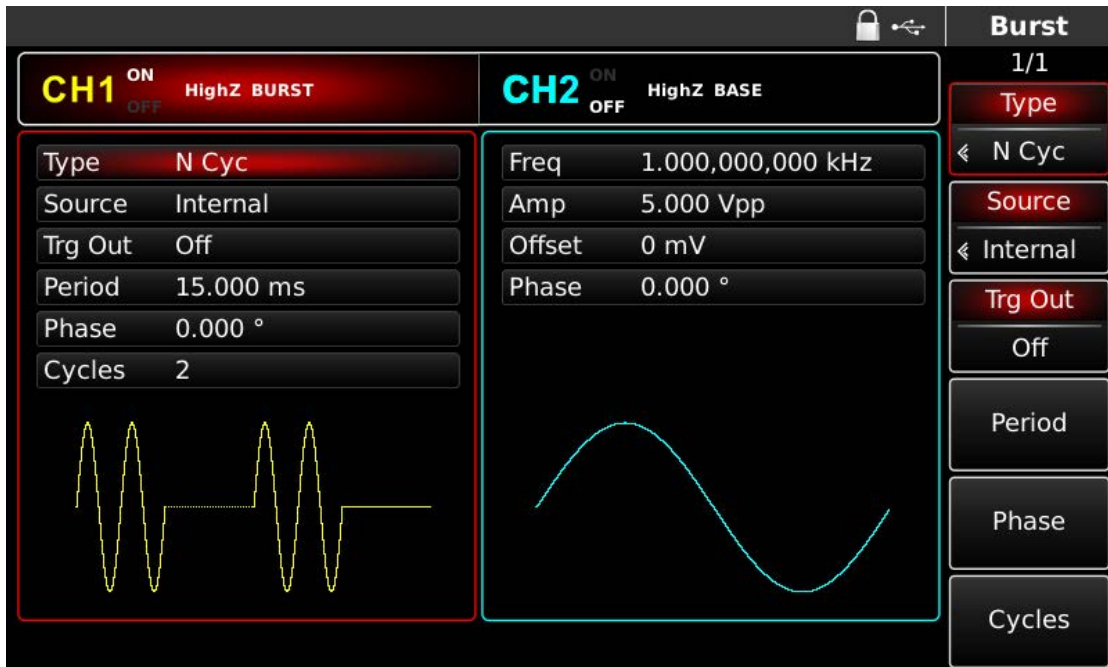 Burst
1/1
CH1 ON OFF HighZ BURST
CH2 ON OFF HighZ BASE
Type N Cyc
Source Internal
Trg Out Off
Period 15.000 ms
Phase 0.000 °
Cycles 2
Freq 1.000,000,000 kHz
Amp 5.000 Vpp
Offset 0 mV
Phase 0.000 °
Type
N Cyc
Source
Internal
Trg Out
Off
Period
Phase
Cycles